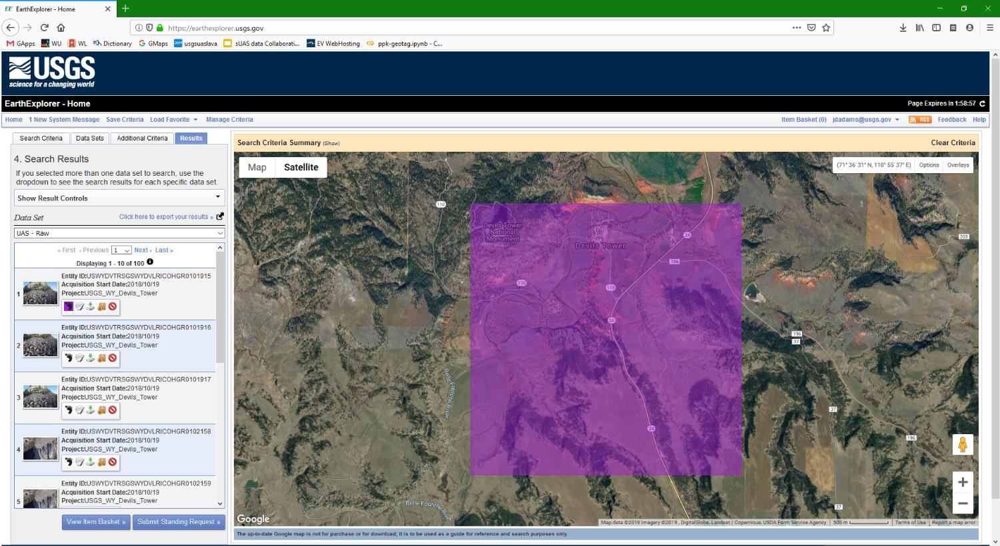 EE EarthExplorer - Home
https://earthexplorer.usgs.gov
GApps WU WL Dictionary GMaps usgsuaslava sUAS data Collaborati... EV WebHosting ppk-geotag.ipynb - C...
USGS
science for a changing world
EarthExplorer - Home
Page Expires In 1:58:57
Home 1 New System Message Save Criteria Load Favorite Manage Criteria
Item Basket (0) jdadams@usgs.gov RSS Feedback Help
Search Criteria Data Sets Additional Criteria Results
4. Search Results
If you selected more than one data set to search, use the
dropdown to see the search results for each specific data set.
Show Result Controls
Data Set Click here to export your results »
UAS - Raw
« First ‹ Previous 1 Next › Last »
Displaying 1 - 10 of 100
1
Entity ID:USWYDVTRSGSWYDVLRICOHGR0101915
Acquisition Start Date:2018/10/19
Project:USGS_WY_Devils_Tower
2
Entity ID:USWYDVTRSGSWYDVLRICOHGR0101916
Acquisition Start Date:2018/10/19
Project:USGS_WY_Devils_Tower
3
Entity ID:USWYDVTRSGSWYDVLRICOHGR0101917
Acquisition Start Date:2018/10/19
Project:USGS_WY_Devils_Tower
4
Entity ID:USWYDVTRSGSWYDVLRICOHGR0102158
Acquisition Start Date:2018/10/19
Project:USGS_WY_Devils_Tower
5
Entity ID:USWYDVTRSGSWYDVLRICOHGR0102159
Acquisition Start Date:2018/10/19
Project:USGS_WY_Devils_Tower
View Item Basket » Submit Standing Request »
Search Criteria Summary (Show)
Clear Criteria
Map Satellite
(71° 36' 31" N, 110° 55' 37" E) Options Overlays
110
Devils Tower
National
Monument
Devils Tower
24
203
196
110
110
24
196
37
Belle Fourche River
37
24
196
37
Belle Fourche River
Google
Map data ©2019 Imagery ©2019 , DigitalGlobe, Landsat / Copernicus, USDA Farm Service Agency 500 m Terms of Use Report a map error
The up-to-date Google map is not for purchase or for download; it is to be used as a guide for reference and search purposes only.